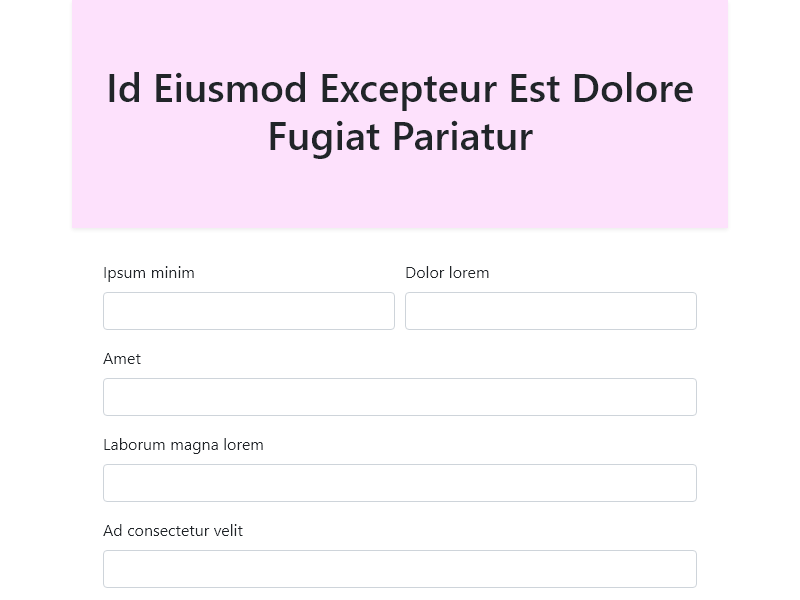 Id Eiusmod Excepteur Est Dolore
Fugiat Pariatur
Ipsum minim
Dolor lorem
Amet
Laborum magna lorem
Ad consectetur velit